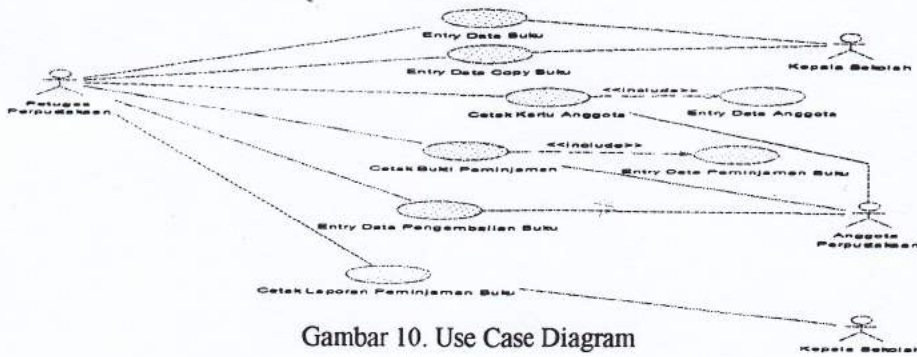 Entry Data Buku
Kepala Sekolah
Entry Data Copy Buku
Petugas
Perpustakaan
<<include>>
Cetak Kartu Anggota
Entry Data Anggota
<<include>>
Cetak Bukti Peminjaman
Entry Data Peminjaman Buku
Entry Data Pengembalian Buku
Anggota
Perpustakaan
Cetak Laporan Peminjaman Buku
Gambar 10. Use Case Diagram
Kepala Sekolah